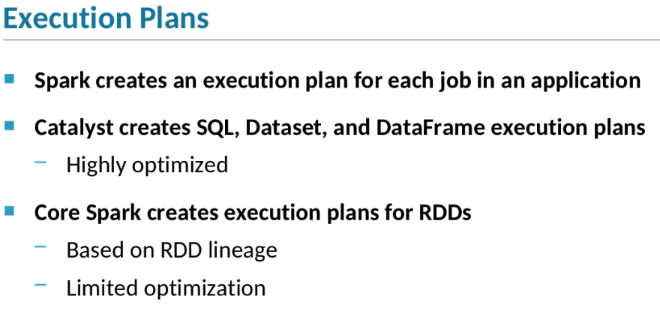 Execution Plans
Spark creates an execution plan for each job in an application
Catalyst creates SQL, Dataset, and DataFrame execution plans
– Highly optimized
Core Spark creates execution plans for RDDs
– Based on RDD lineage
– Limited optimization